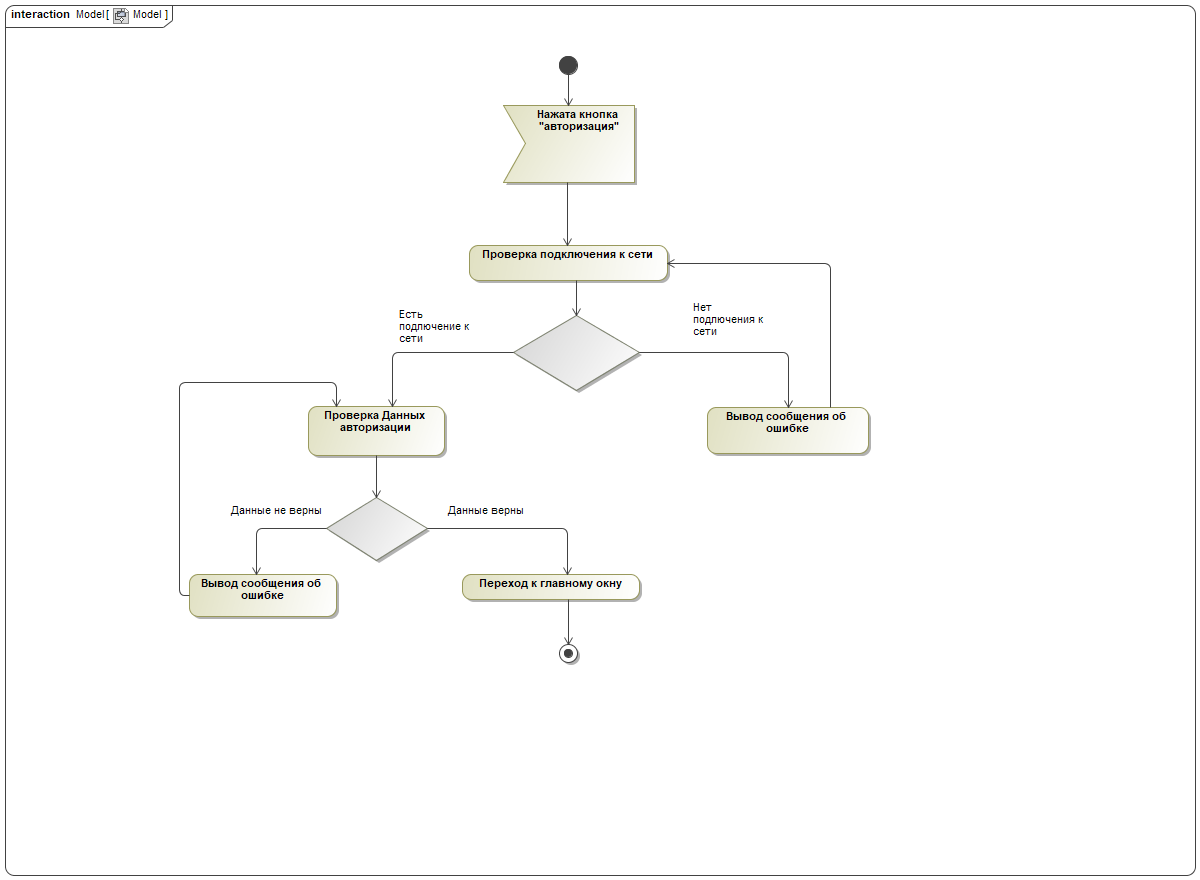 interaction Model[ Model ]
Нажата кнопка
"авторизация"
Проверка подключения к сети
Есть
подлючение к
сети
Нет
подлючения к
сети
Проверка Данных
авторизации
Вывод сообщения об
ошибке
Данные не верны
Данные верны
Вывод сообщения об
ошибке
Переход к главному окну